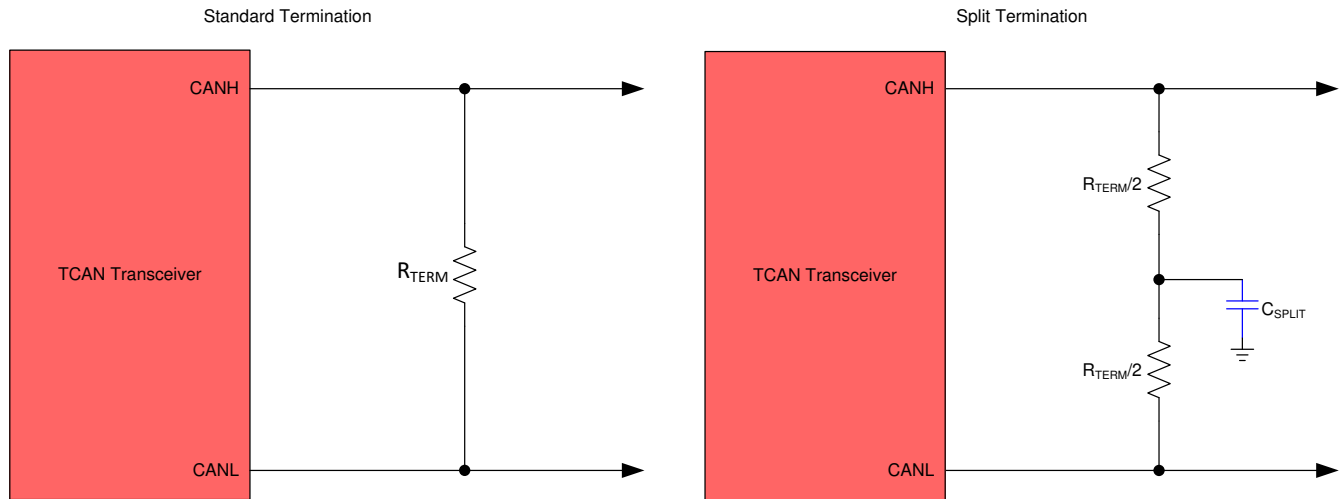 Standard Termination
CANH
TCAN Transceiver
R_TERM
CANL
Split Termination
CANH
R_TERM/2
TCAN Transceiver
C_SPLIT
R_TERM/2
CANL